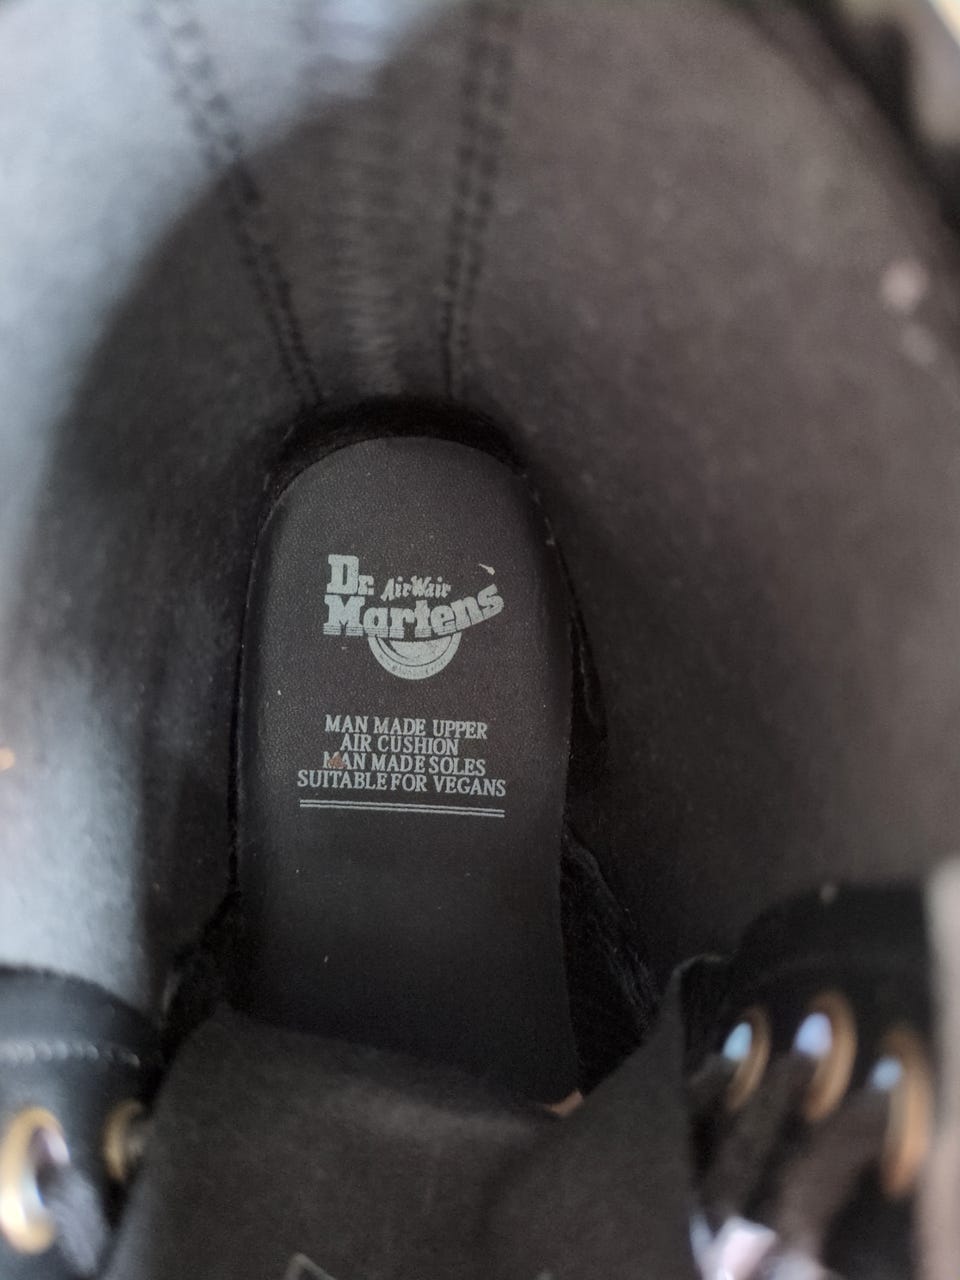 Dr. AirWair
Martens
MAN MADE UPPER
AIR CUSHION
MAN MADE SOLES
SUITABLE FOR VEGANS